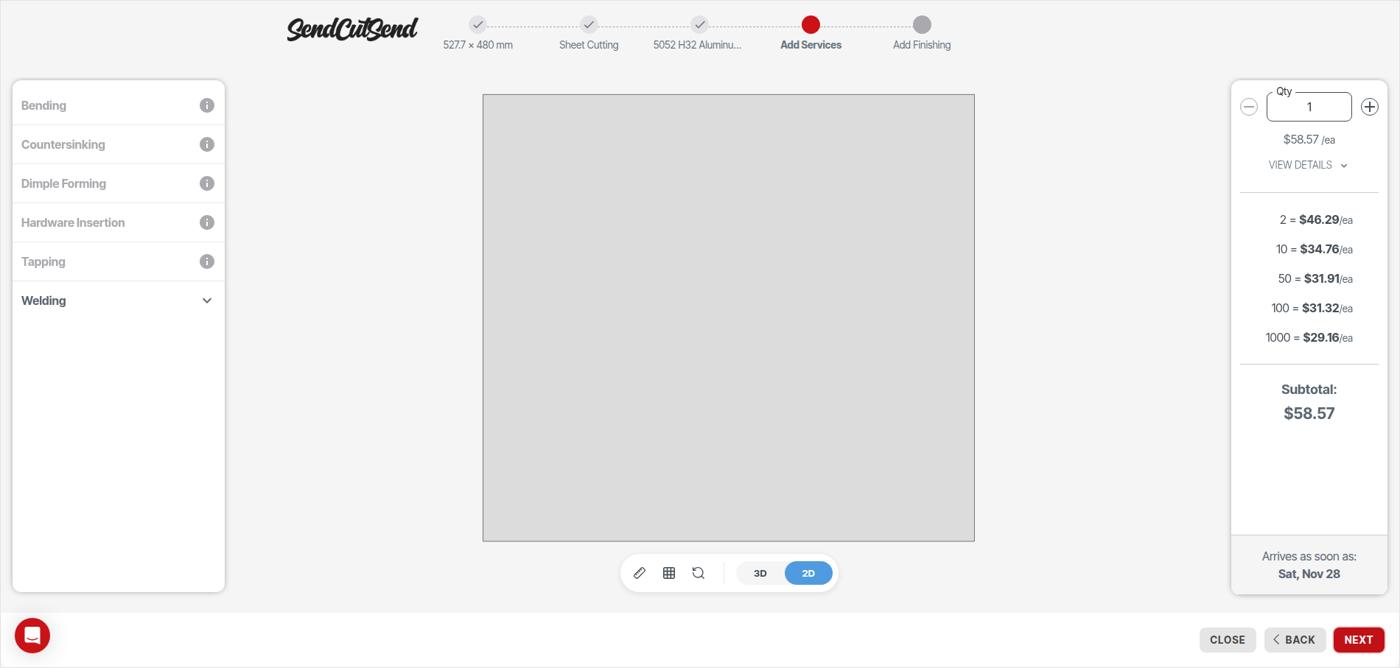 SendCutSend
527.7 × 480 mm
Sheet Cutting
5052 H32 Aluminu...
Add Services
Add Finishing
Bending
Countersinking
Dimple Forming
Hardware Insertion
Tapping
Welding
3D
2D
Qty
1
$58.57 /ea
VIEW DETAILS
2 = $46.29/ea
10 = $34.76/ea
50 = $31.91/ea
100 = $31.32/ea
1000 = $29.16/ea
Subtotal:
$58.57
Arrives as soon as:
Sat, Nov 28
CLOSE
BACK
NEXT